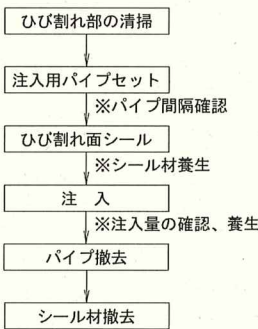 ひび割れ部の清掃
注入用パイプセット
※パイプ間隔確認
ひび割れ面シール
※シール材養生
注 入
※注入量の確認、養生
パイプ撤去
シール材撤去